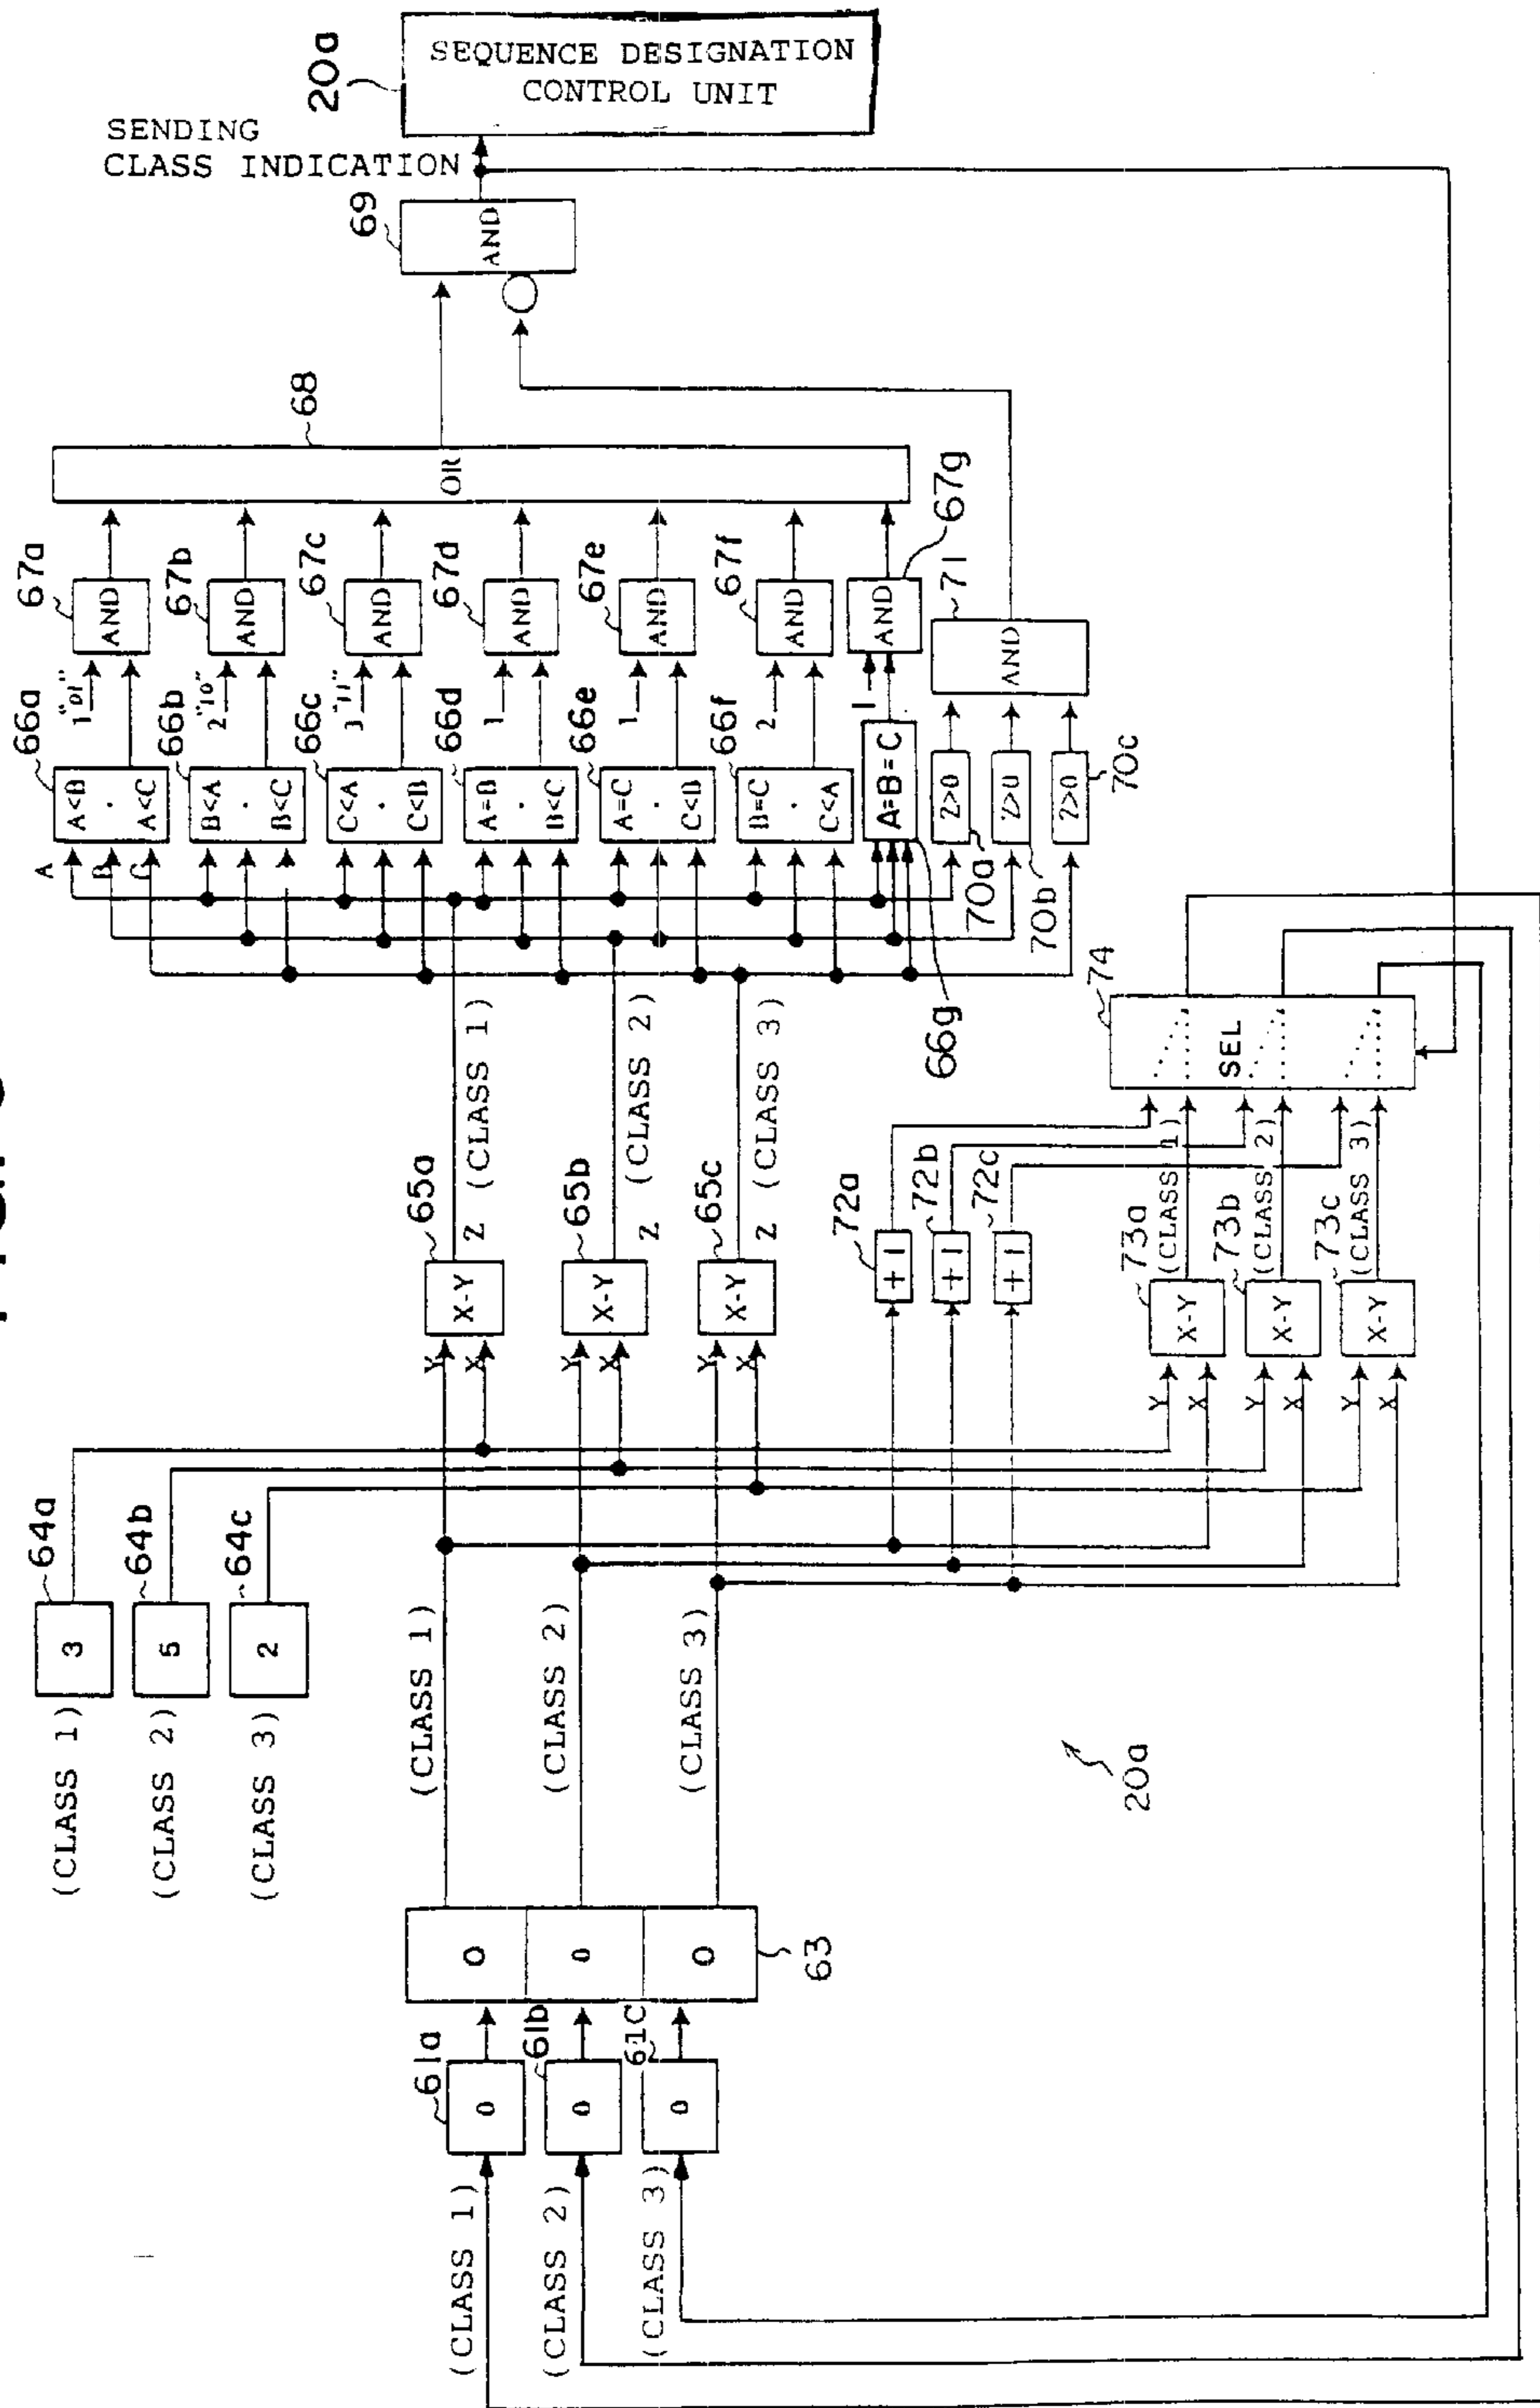 20a
SEQUENCE DESIGNATION
CONTROL UNIT
SENDING
CLASS INDICATION
69
AND
68
OR
67a
AND
1 "01"
66a
A<B
·
A<C
A
B
C
67b
AND
2 "10"
66b
B<A
·
B<C
67c
AND
3 "11"
66c
C<A
·
C<B
67d
AND
1
66d
A=B
·
B<C
67e
AND
1
66e
A=C
·
C<B
67f
AND
2
66f
B=C
·
C<A
67g
AND
1
A=B=C
66g
71
AND
Z>0
70a
Z>0
70b
Z>0
70c
65a
X-Y
Y
X
Z (CLASS 1)
65b
X-Y
Y
X
Z (CLASS 2)
65c
X-Y
Y
X
Z (CLASS 3)
74
SEL
72a
+1
72b
+1
72c
+1
73a
X-Y
Y
X
(CLASS 1)
73b
X-Y
Y
X
(CLASS 2)
73c
X-Y
Y
X
(CLASS 3)
64a
3
(CLASS 1)
64b
5
(CLASS 2)
64c
2
(CLASS 3)
(CLASS 1)
(CLASS 2)
(CLASS 3)
0
0
0
63
61a
0
(CLASS 1)
61b
0
(CLASS 2)
61C
0
(CLASS 3)
20a